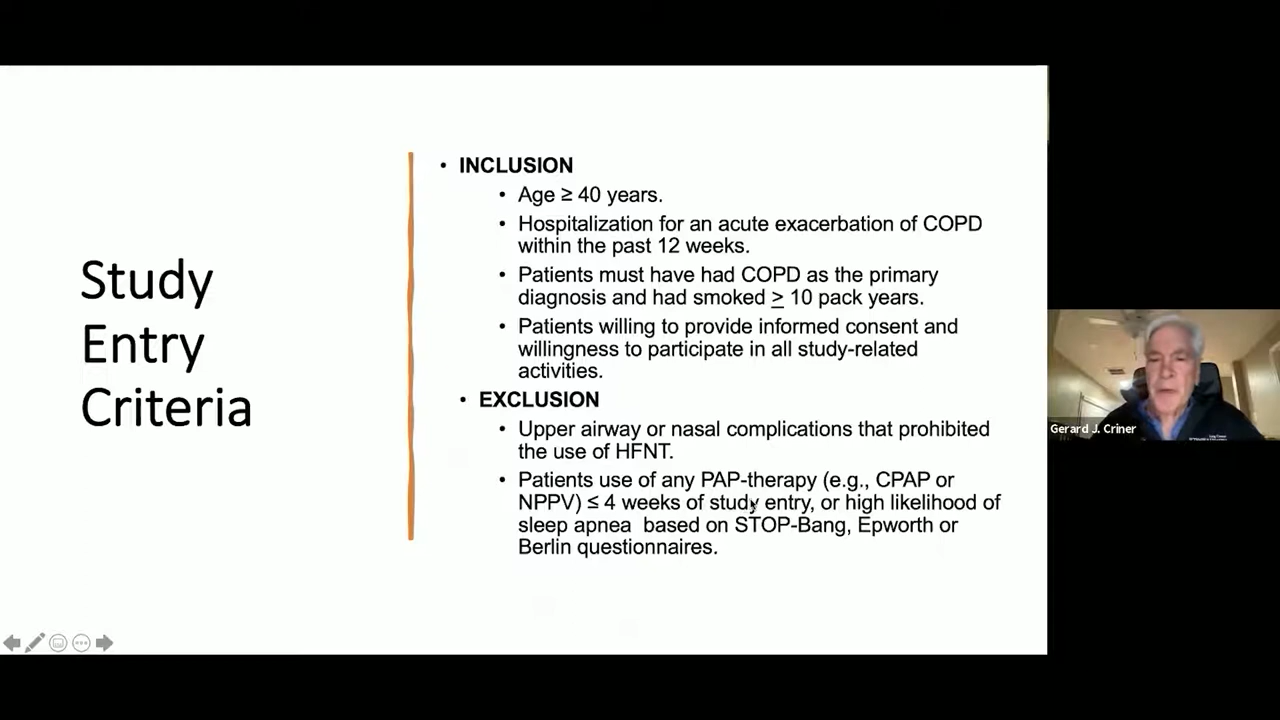 Study
Entry
Criteria
• INCLUSION
• Age ≥ 40 years.
• Hospitalization for an acute exacerbation of COPD
within the past 12 weeks.
• Patients must have had COPD as the primary
diagnosis and had smoked ≥ 10 pack years.
• Patients willing to provide informed consent and
willingness to participate in all study-related
activities.
• EXCLUSION
• Upper airway or nasal complications that prohibited
the use of HFNT.
• Patients use of any PAP-therapy (e.g., CPAP or
NPPV) ≤ 4 weeks of study entry, or high likelihood of
sleep apnea based on STOP-Bang, Epworth or
Berlin questionnaires.
Gerard J. Criner